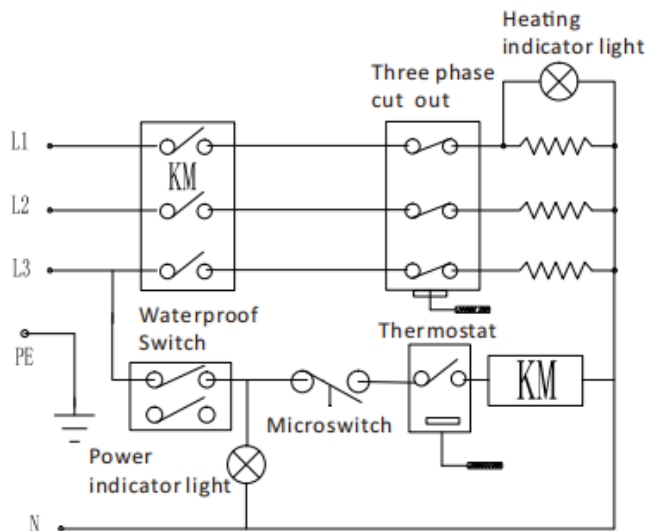 Heating
indicator light
Three phase
cut out
L1
KM
L2
L3
Waterproof
Switch
Thermostat
PE
KM
Microswitch
Power
indicator light
N